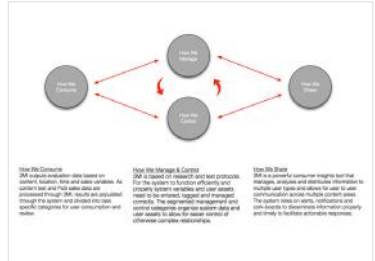 How We
Manage
How We
Consume
How We
Share
How We
Control
How We Consume
3MI outputs evaluation data based on
content, location, time and sales variables. As
content test and POS sales data are
processed through 3MI, results are populated
through the system and divided into task
specific categories for user consumption and
review.
How We Manage & Control
3MI is based on research and test protocols.
For the system to function efficiently and
properly system variables and user assets
need to be entered, tagged and managed
correctly. The segmented management and
control categories organize system data and
user assets to allow for easier control of
otherwise complex relationships.
How We Share
3MI is a powerful consumer insights tool that
manages, analyzes and distributes information to
multiple user types and allows for user to user
communication across multiple content areas.
The system relies on alerts, notifications and
task-boards to disseminate information properly
and timely to facilitate actionable responses.